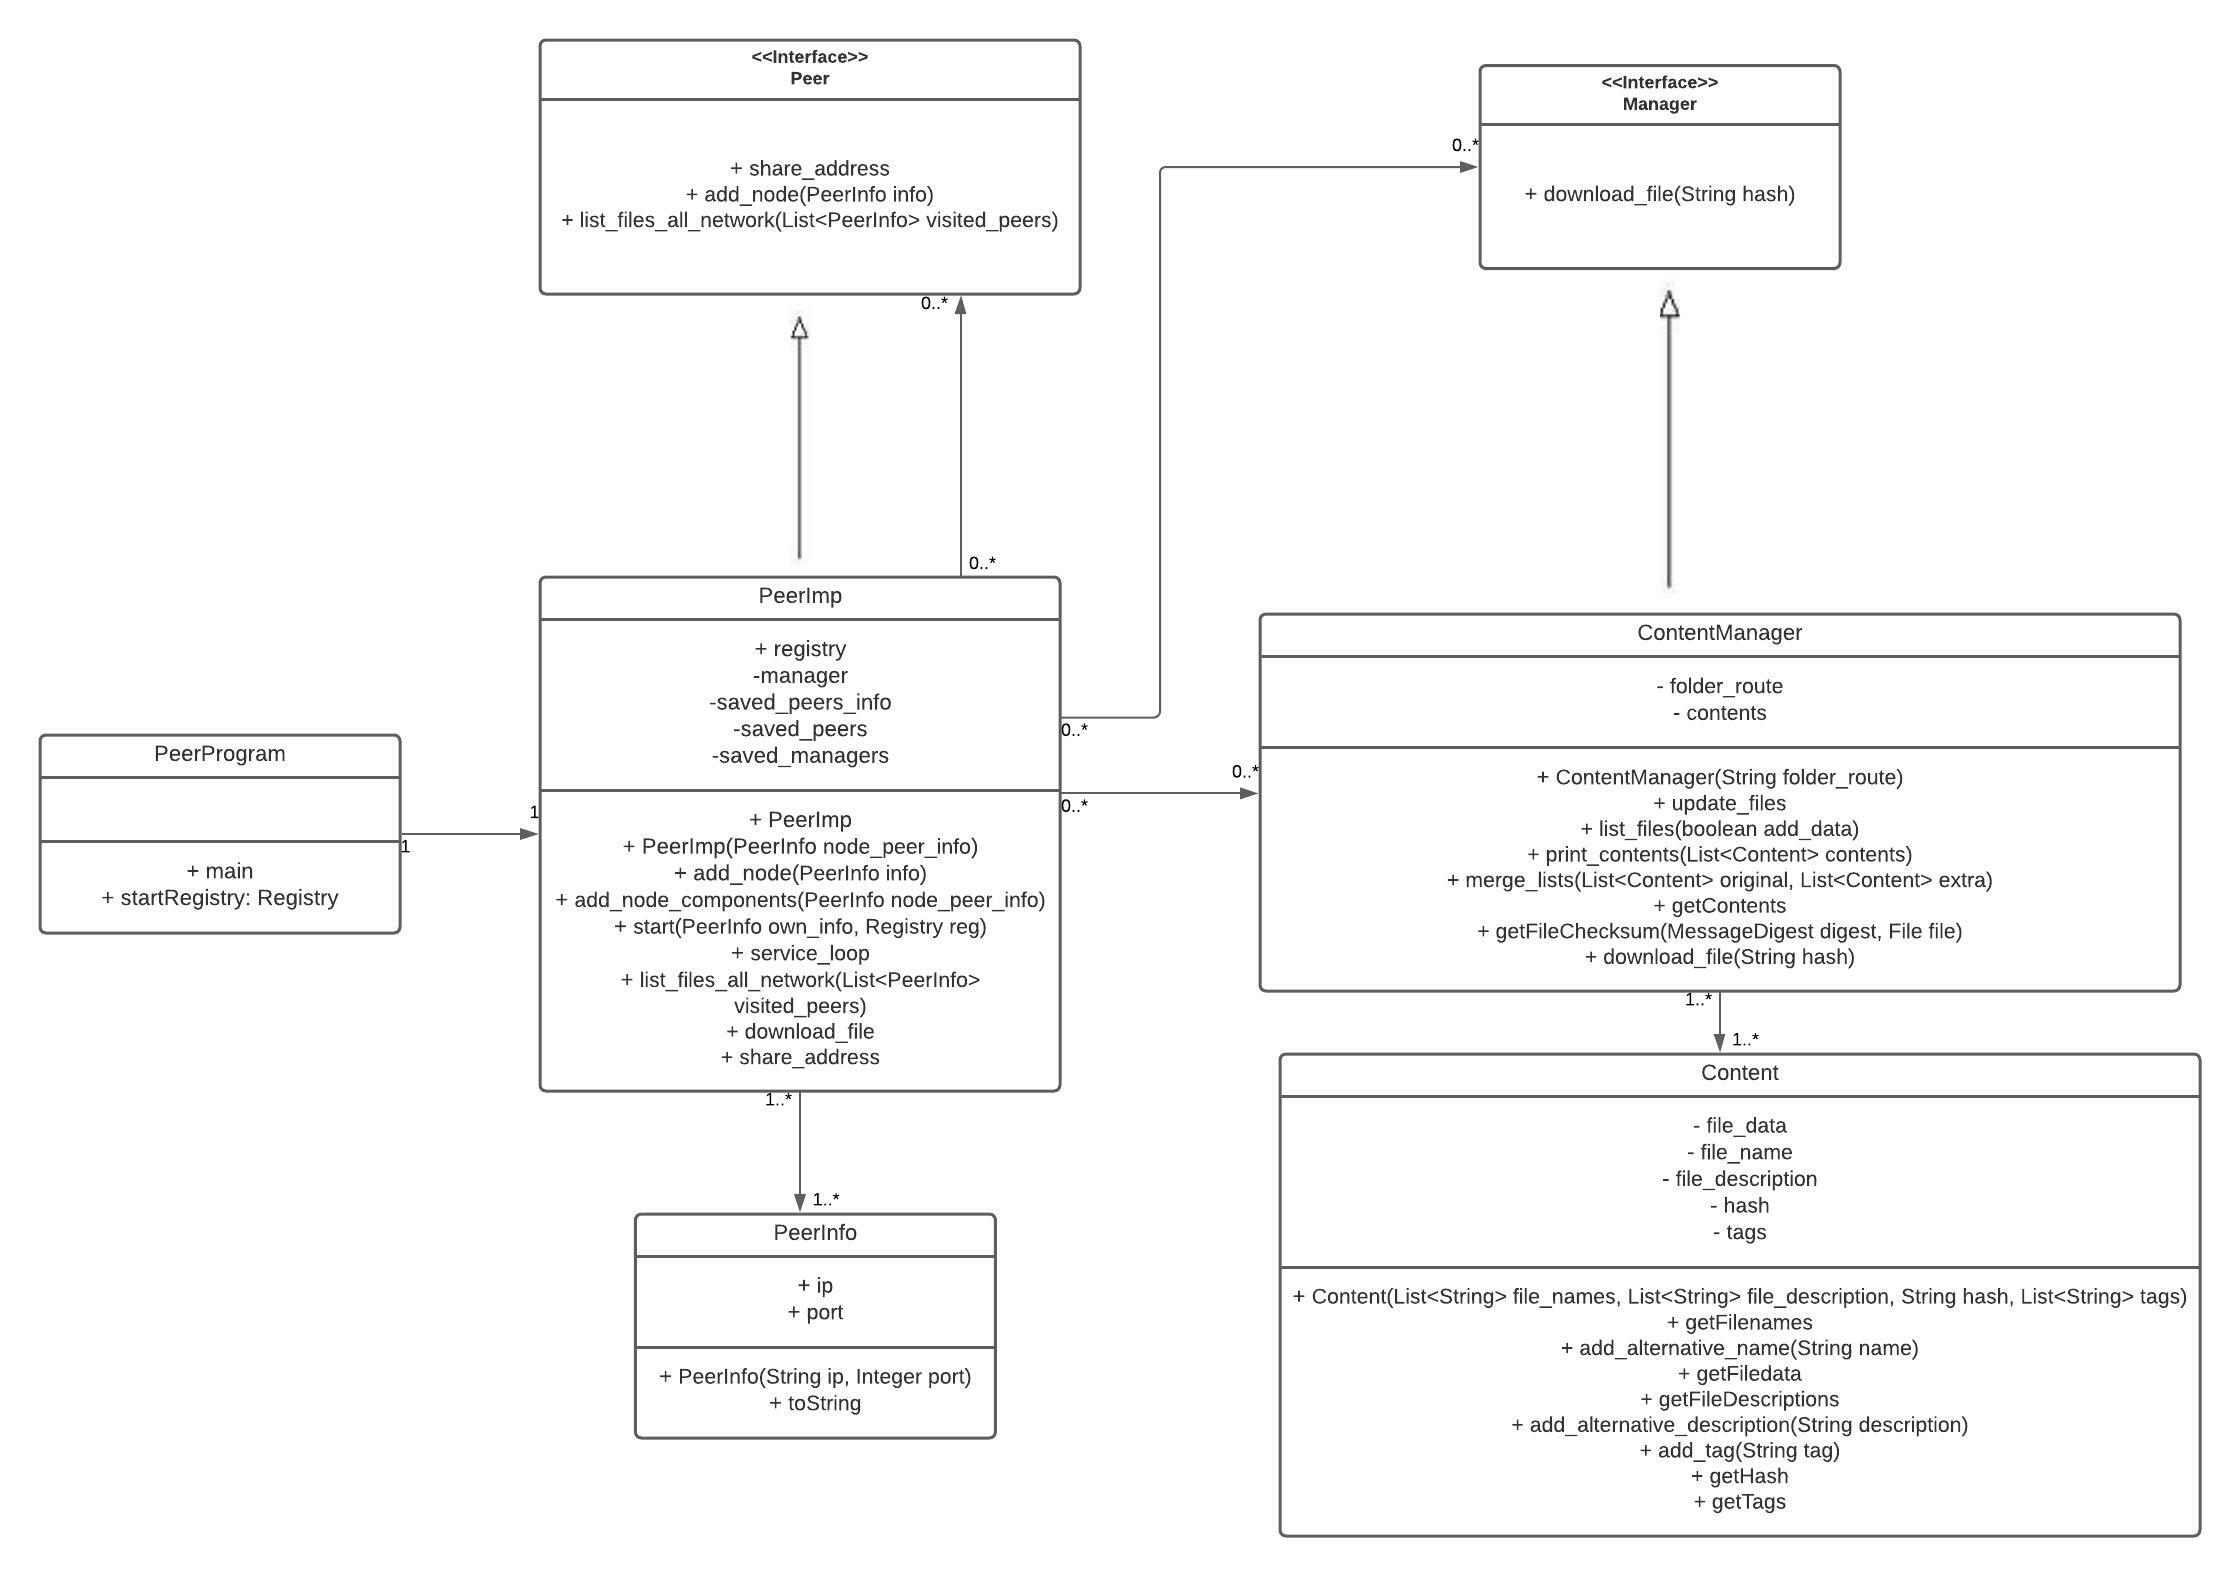 <<Interface>>
Peer
+ share_address
+ add_node(PeerInfo info)
+ list_files_all_network(List<PeerInfo> visited_peers)
0..*
0..*
<<Interface>>
Manager
+ download_file(String hash)
0..*
PeerProgram
+ main
+ startRegistry: Registry
1
1
PeerImp
+ registry
-manager
-saved_peers_info
-saved_peers
-saved_managers
+ PeerImp
+ PeerImp(PeerInfo node_peer_info)
+ add_node(PeerInfo info)
+ add_node_components(PeerInfo node_peer_info)
+ start(PeerInfo own_info, Registry reg)
+ service_loop
+ list_files_all_network(List<PeerInfo>
visited_peers)
+ download_file
+ share_address
0..*
0..*
0..*
ContentManager
- folder_route
- contents
+ ContentManager(String folder_route)
+ update_files
+ list_files(boolean add_data)
+ print_contents(List<Content> contents)
+ merge_lists(List<Content> original, List<Content> extra)
+ getContents
+ getFileChecksum(MessageDigest digest, File file)
+ download_file(String hash)
1..*
1..*
1..*
1..*
PeerInfo
+ ip
+ port
+ PeerInfo(String ip, Integer port)
+ toString
Content
- file_data
- file_name
- file_description
- hash
- tags
+ Content(List<String> file_names, List<String> file_description, String hash, List<String> tags)
+ getFilenames
+ add_alternative_name(String name)
+ getFiledata
+ getFileDescriptions
+ add_alternative_description(String description)
+ add_tag(String tag)
+ getHash
+ getTags